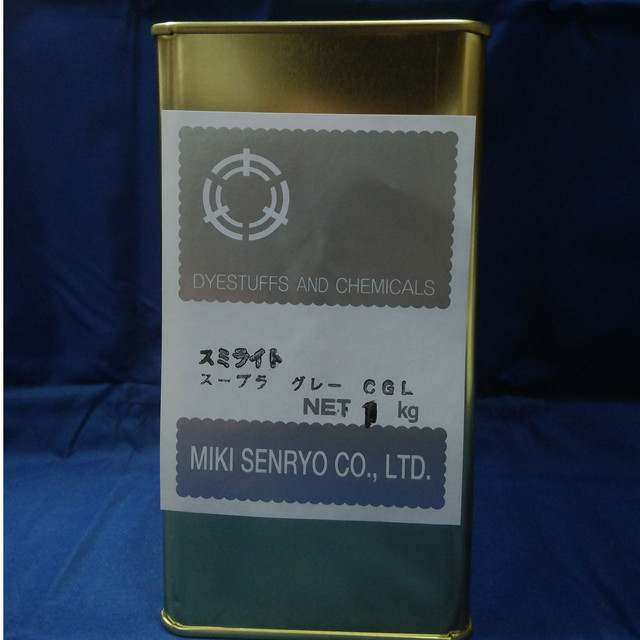 DYESTUFFS AND CHEMICALS
スミライト
スープラ グレー CGL
NET 1 kg
MIKI SENRYO CO., LTD.